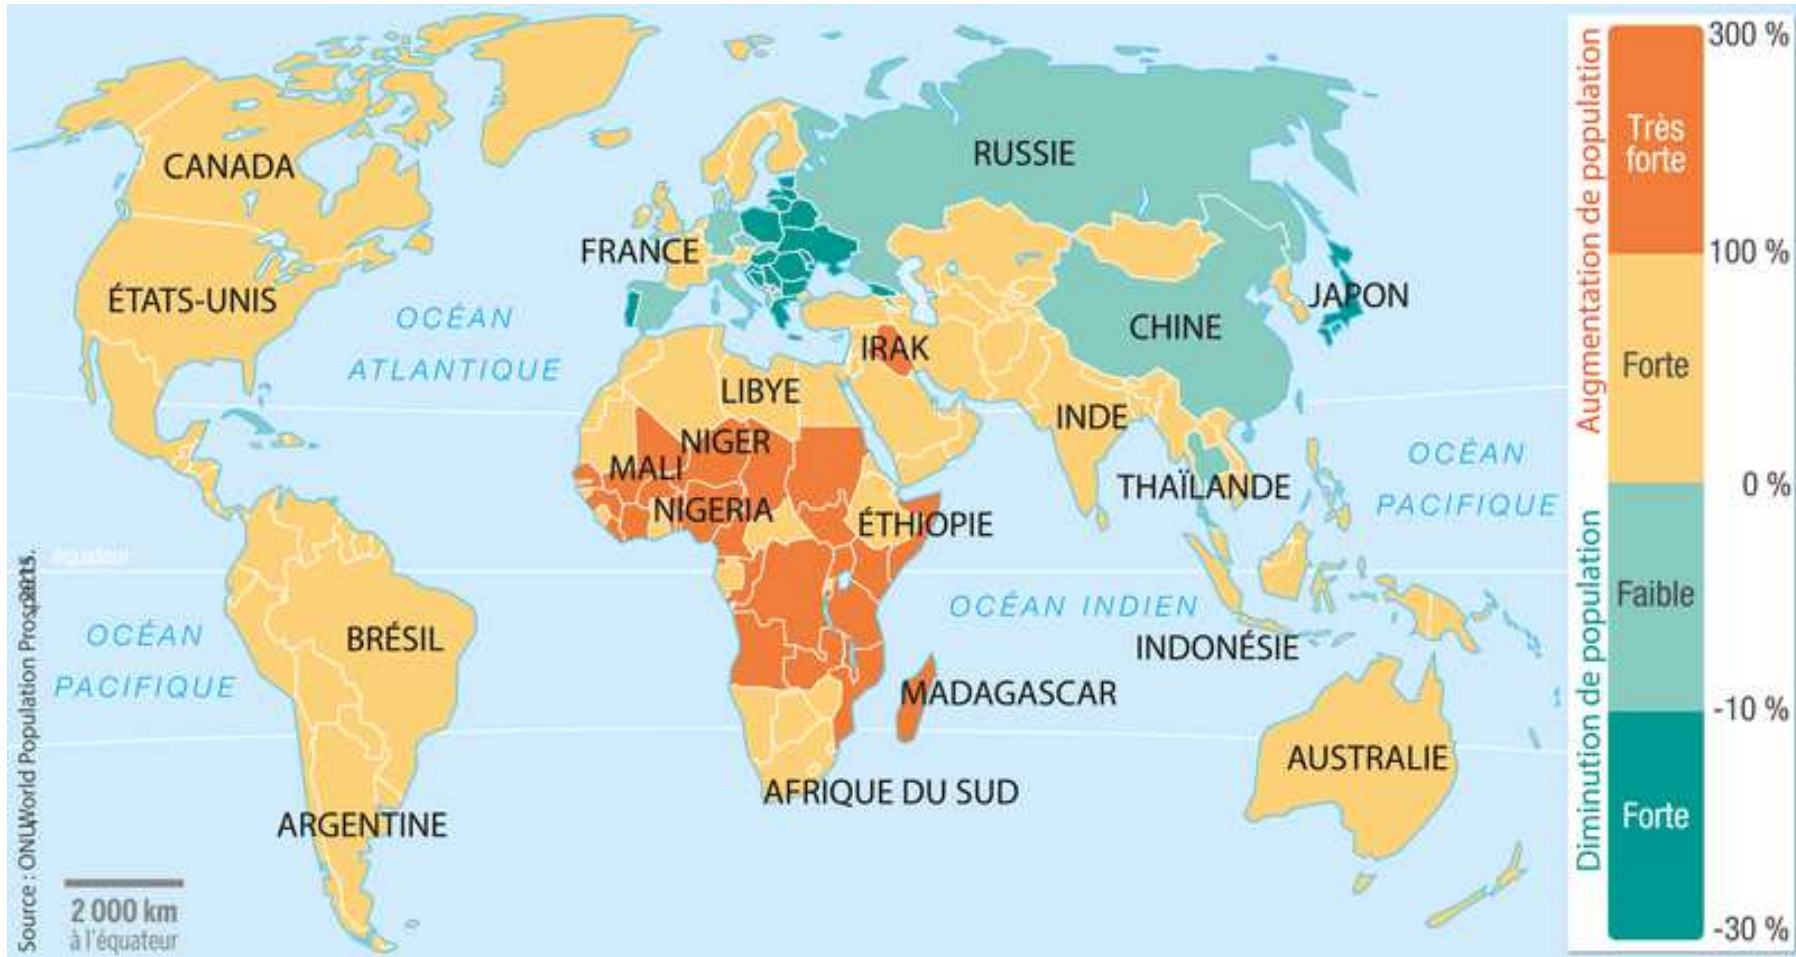 CANADA
ÉTATS-UNIS
OCÉAN
ATLANTIQUE
FRANCE
RUSSIE
JAPON
CHINE
IRAK
LIBYE
INDE
NIGER
MALI
NIGERIA
ÉTHIOPIE
THAÏLANDE
OCÉAN
PACIFIQUE
équateur
OCÉAN INDIEN
OCÉAN
PACIFIQUE
BRÉSIL
INDONÉSIE
MADAGASCAR
AUSTRALIE
AFRIQUE DU SUD
ARGENTINE
2 000 km
à l'équateur
Source : ONU, World Population Prospects, 2015.
Augmentation de population
Diminution de population
300 %
Très
forte
100 %
Forte
0 %
Faible
-10 %
Forte
-30 %